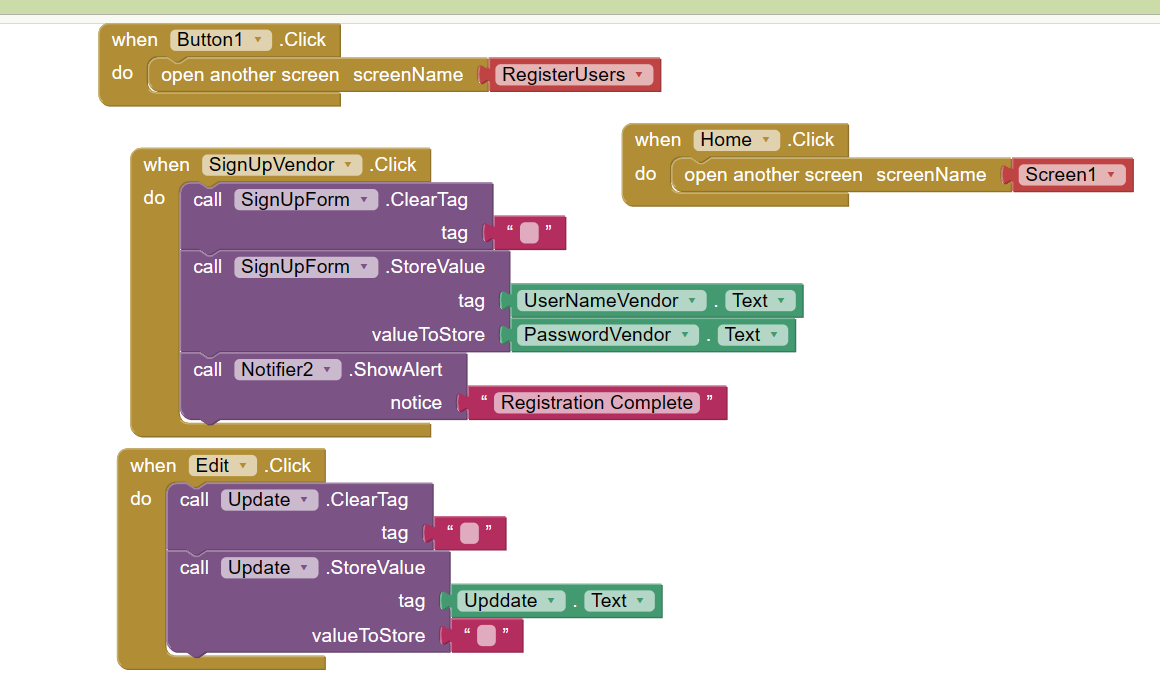 when Button1 .Click
do open another screen screenName RegisterUsers
when Home .Click
do open another screen screenName Screen1
when SignUpVendor .Click
do call SignUpForm .ClearTag
tag “ ”
call SignUpForm .StoreValue
tag UserNameVendor . Text
valueToStore PasswordVendor . Text
call Notifier2 .ShowAlert
notice “ Registration Complete ”
when Edit .Click
do call Update .ClearTag
tag “ ”
call Update .StoreValue
tag Upddate . Text
valueToStore “ ”